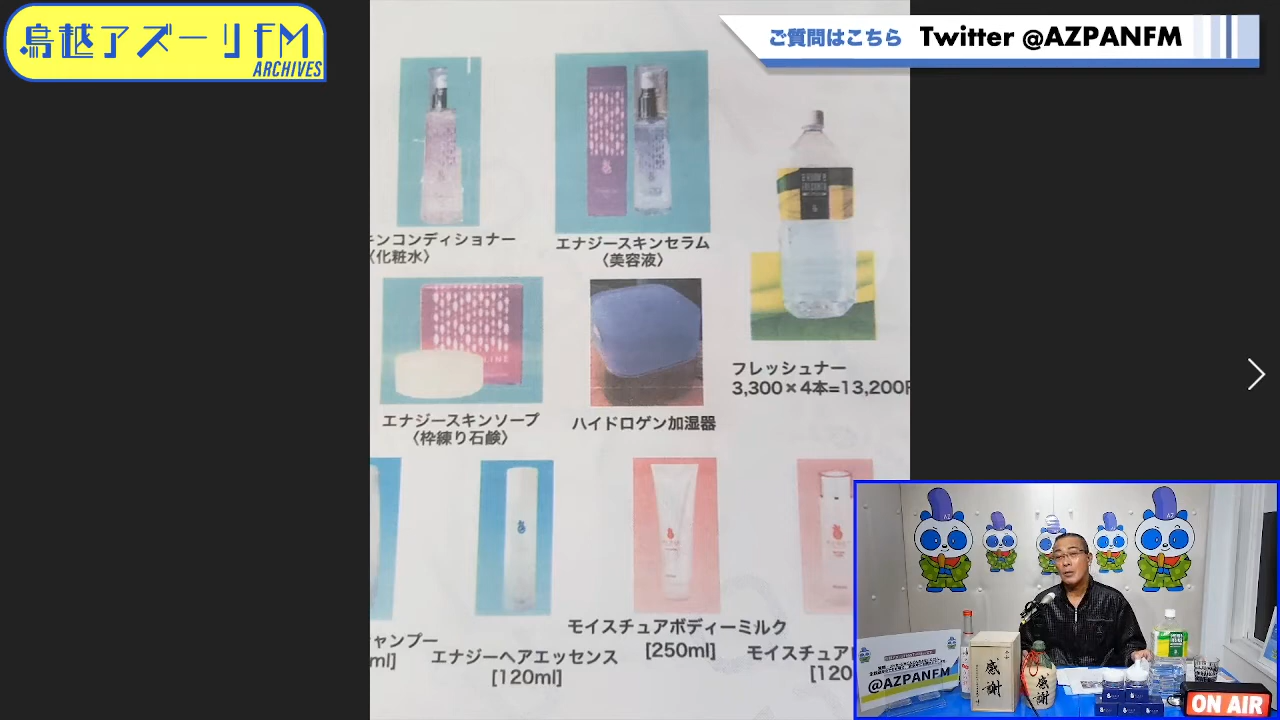 鳥越アズーリFM
ARCHIVES
ご質問はこちら Twitter @AZPANFM
キンコンディショナー
〈化粧水〉
エナジースキンセラム
〈美容液〉
フレッシュナー
3,300×4本=13,200
エナジースキンソープ
〈枠練り石鹸〉
ハイドロゲン加湿器
ャンプー
ml]
エナジーヘアエッセンス
[120ml]
モイスチュアボディーミルク
[250ml]
モイスチュア
[120
感謝
感謝
@AZPANFM
ON AIR